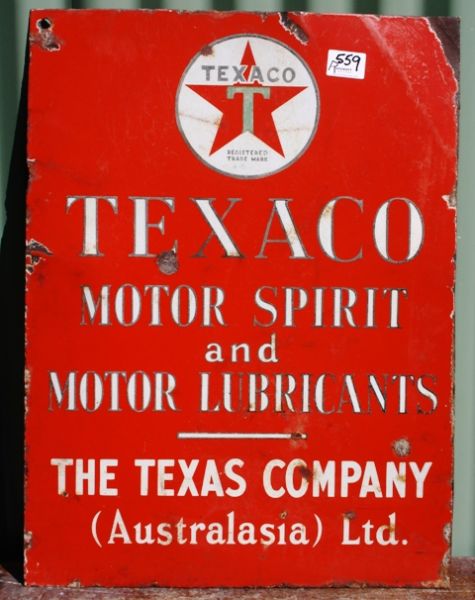 559
TEXACO
T
REGISTERED
TRADE MARK
TEXACO
MOTOR SPIRIT
and
MOTOR LUBRICANTS
THE TEXAS COMPANY
(Australasia) Ltd.